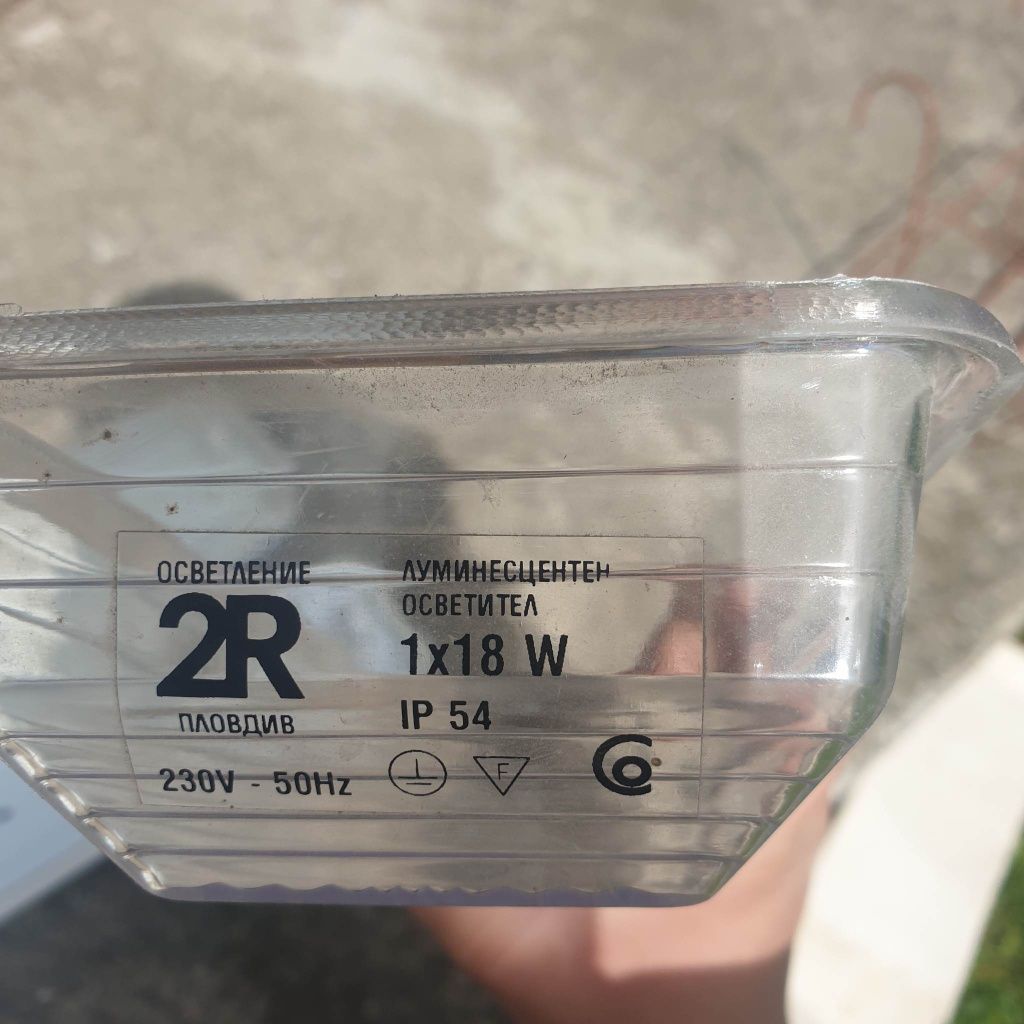 ОСВЕТЛЕНИЕ
2R
ПЛОВДИВ
230V - 50Hz
ЛУМИНЕСЦЕНТЕН
ОСВЕТИТЕЛ
1x18 W
IP 54
F